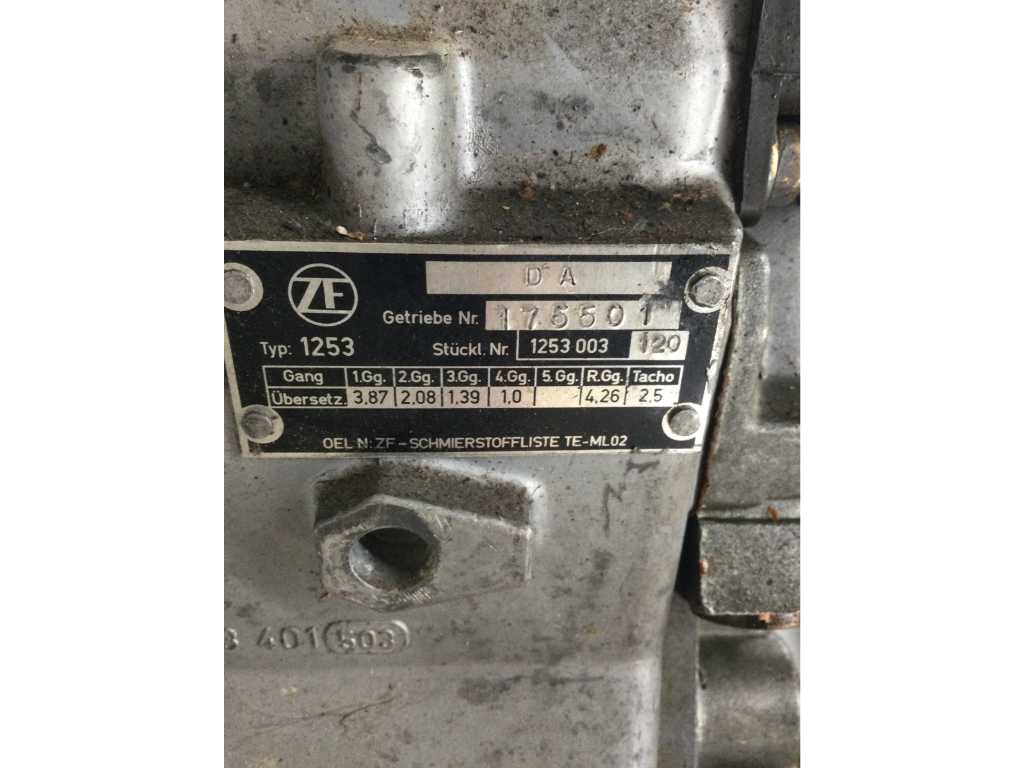 D A
ZF
Getriebe Nr. 176601
Typ: 1253 Stückl. Nr. 1253 003 120
Gang 1.Gg. 2.Gg. 3.Gg. 4.Gg. 5.Gg. R.Gg. Tacho
Übersetz. 3,87 2,08 1,39 1,0 4,26 2,5
OEL N: ZF-SCHMIERSTOFFLISTE TE-ML02
401 503